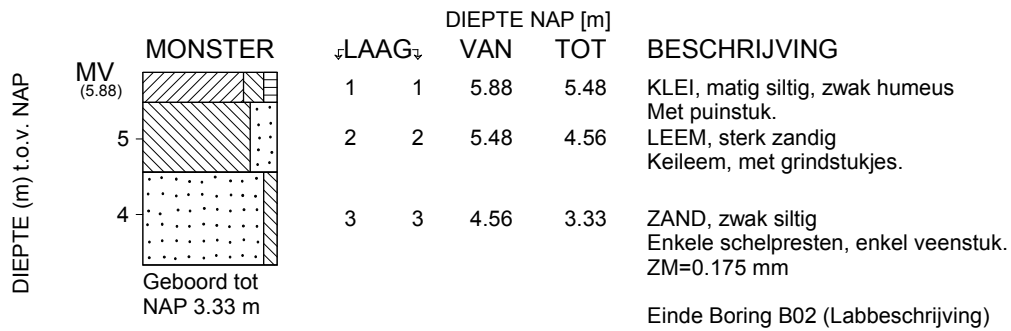 DIEPTE NAP [m]
MONSTER LAAG VAN TOT BESCHRIJVING
MV
(5.88)
1 1 5.88 5.48 KLEI, matig siltig, zwak humeus
Met puinstuk.
5 2 2 5.48 4.56 LEEM, sterk zandig
Keileem, met grindstukjes.
4 3 3 4.56 3.33 ZAND, zwak siltig
Enkele schelpresten, enkel veenstuk.
ZM=0.175 mm
Geboord tot
NAP 3.33 m
Einde Boring B02 (Labbeschrijving)
DIEPTE (m) t.o.v. NAP